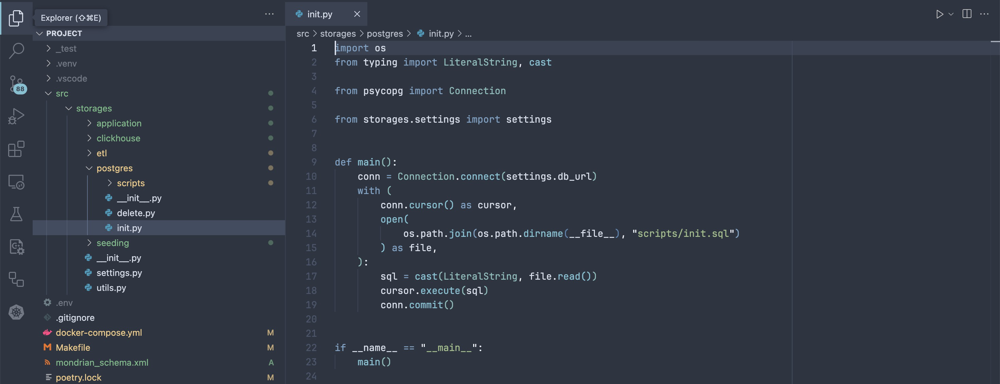 Explorer (⇧⌘E)
PROJECT
_test
.venv
.vscode
src
storages
application
clickhouse
etl
postgres
scripts
__init__.py
delete.py
init.py
seeding
__init__.py
settings.py
utils.py
.env
.gitignore
docker-compose.yml M
Makefile M
mondrian_schema.xml A
poetry.lock M
88
init.py
src > storages > postgres > init.py > ...
1 import os
2 from typing import LiteralString, cast
3
4 from psycopg import Connection
5
6 from storages.settings import settings
7
8
9 def main():
10     conn = Connection.connect(settings.db_url)
11     with (
12         conn.cursor() as cursor,
13         open(
14             os.path.join(os.path.dirname(__file__), "scripts/init.sql")
15         ) as file,
16     ):
17         sql = cast(LiteralString, file.read())
18         cursor.execute(sql)
19         conn.commit()
20
21
22 if __name__ == "__main__":
23     main()
24